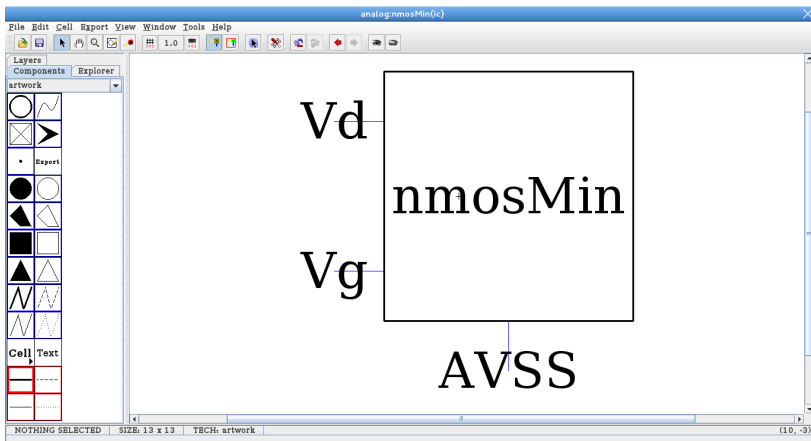 analog:nmosMin{ic}
File Edit Cell Export View Window Tools Help
1.0
Layers
Components Explorer
artwork
Export
Cell Text
Vd
nmosMin
Vg
AVSS
NOTHING SELECTED SIZE: 13 x 13 TECH: artwork (10, -3)